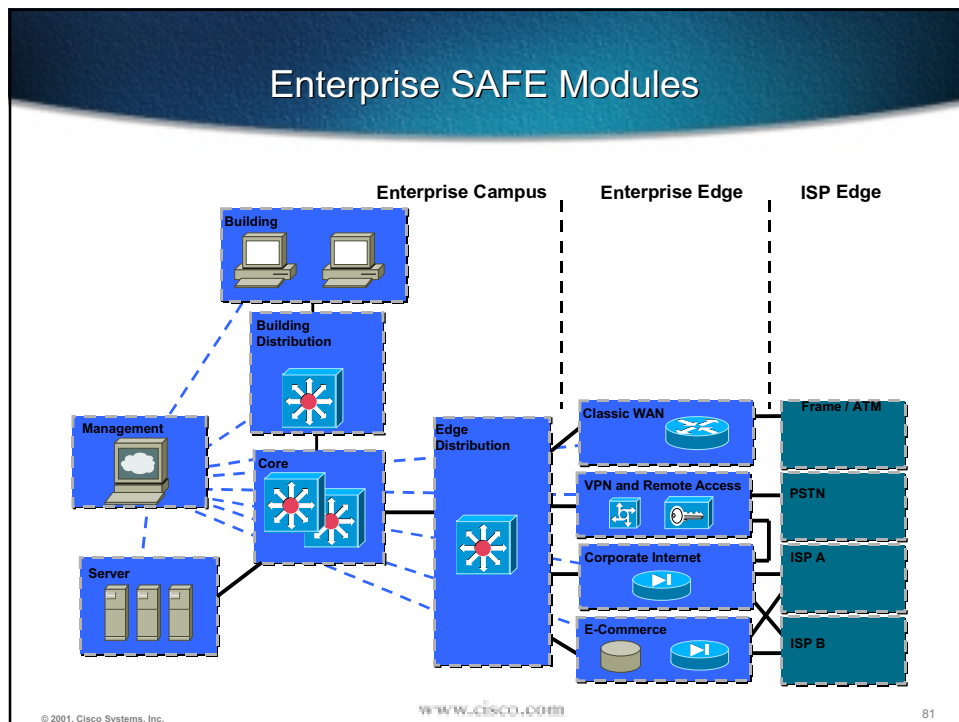 Enterprise SAFE Modules
Enterprise Campus
Enterprise Edge
ISP Edge
Building
Building
Distribution
Management
Core
Server
Edge
Distribution
Classic WAN
VPN and Remote Access
Corporate Internet
E-Commerce
Frame / ATM
PSTN
ISP A
ISP B
© 2001, Cisco Systems, Inc.
www.cisco.com
81